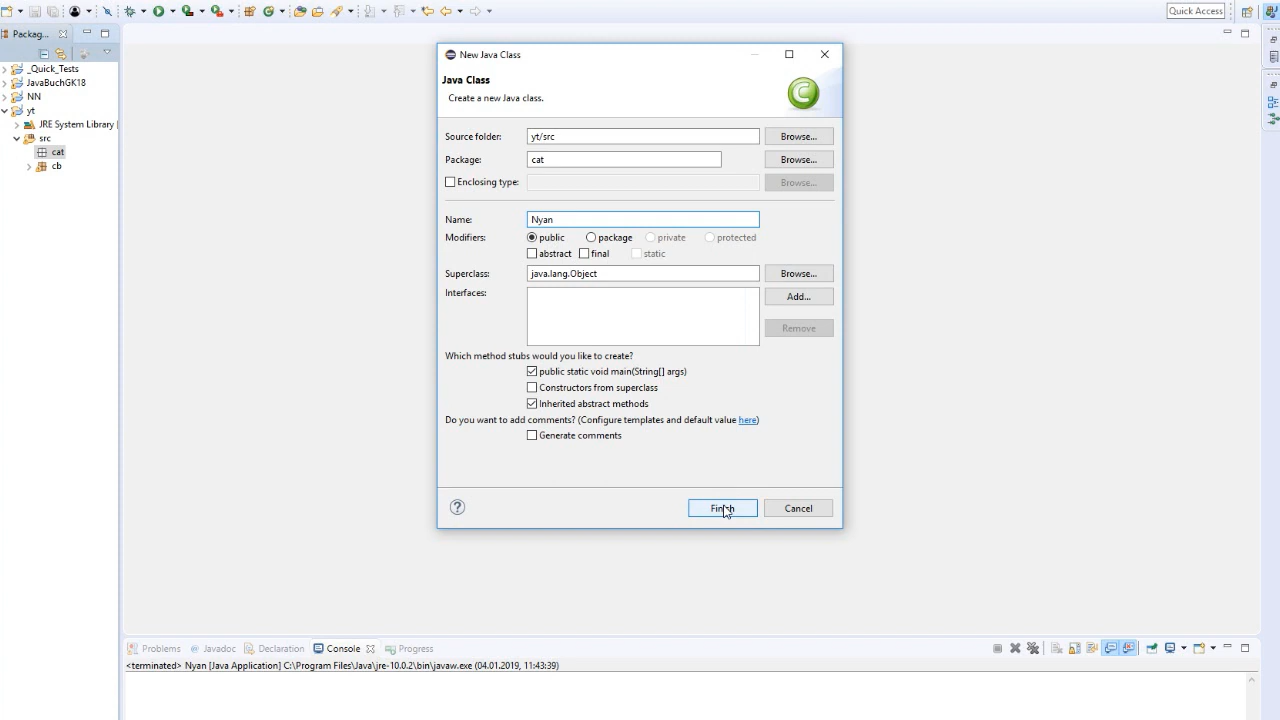 Quick Access
Packag...
_Quick_Tests
JavaBuchGK18
NN
yt
JRE System Library
src
cat
cb
New Java Class
Java Class
Create a new Java class.
Source folder: yt/src Browse...
Package: cat Browse...
Enclosing type: Browse...
Name: Nyan
Modifiers: public package private protected
abstract final static
Superclass: java.lang.Object Browse...
Interfaces: Add...
Remove
Which method stubs would you like to create?
public static void main(String[] args)
Constructors from superclass
Inherited abstract methods
Do you want to add comments? (Configure templates and default value here)
Generate comments
? Finish Cancel
Problems Javadoc Declaration Console Progress
<terminated> Nyan [Java Application] C:\Program Files\Java\jre-10.0.2\bin\javaw.exe (04.01.2019, 11:43:39)